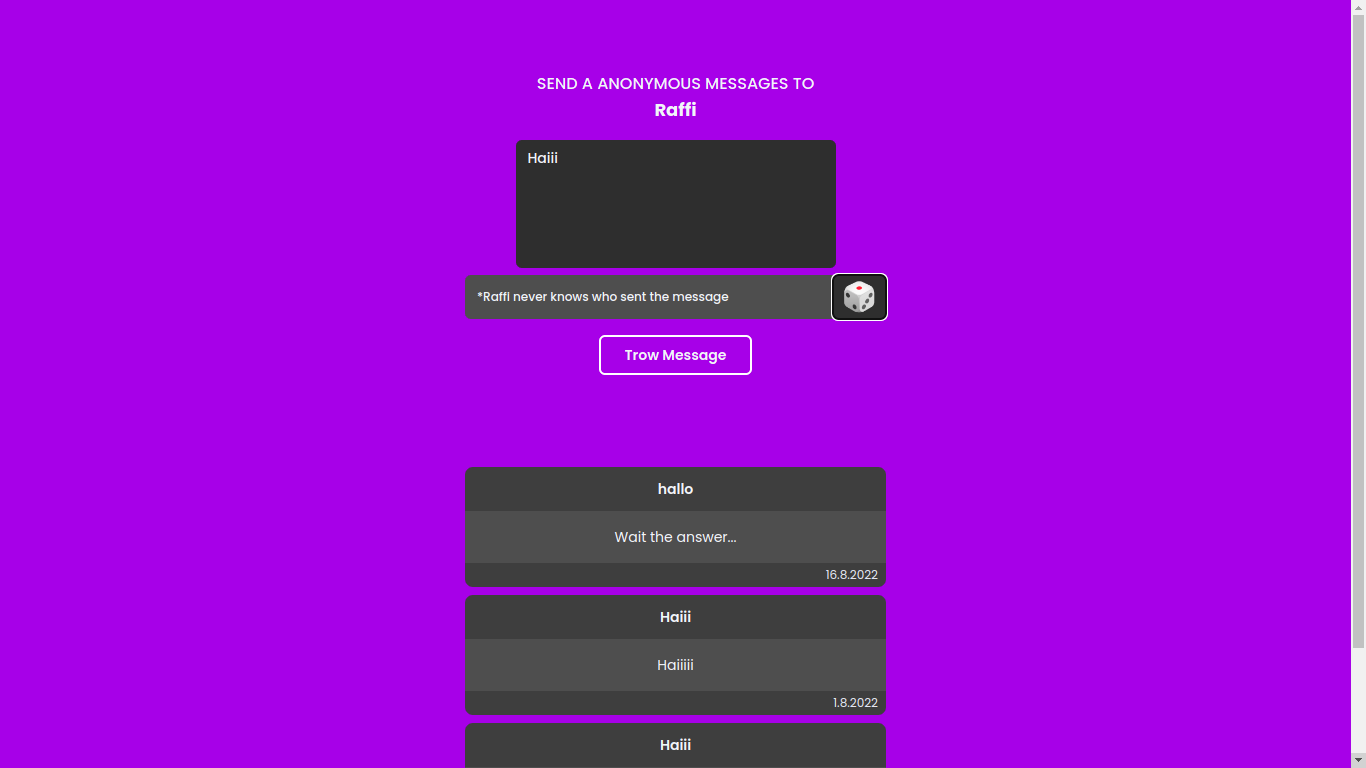 SEND A ANONYMOUS MESSAGES TO
Raffi
Haiii
*Raffi never knows who sent the message
Trow Message
hallo
Wait the answer...
16.8.2022
Haiii
Haiiiii
1.8.2022
Haiii